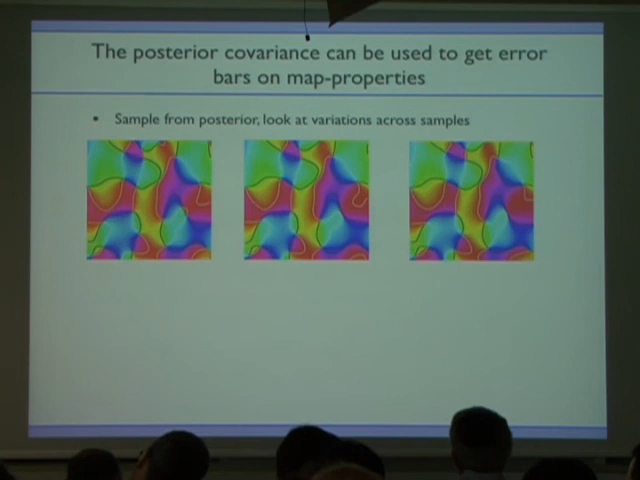 The posterior covariance can be used to get error
bars on map-properties
• Sample from posterior, look at variations across samples